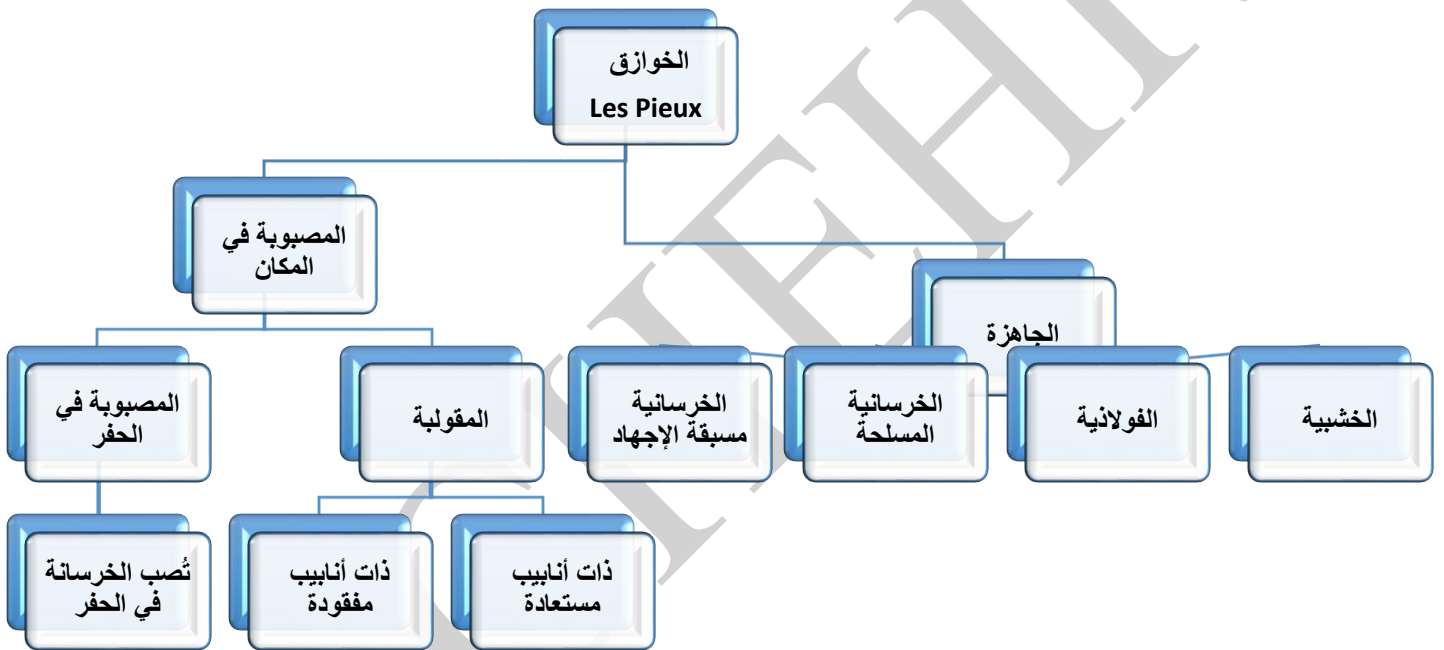 الخوازق
Les Pieux
المصبوبة في
المكان
الجاهزة
الخشبية
الفولاذية
الخرسانية
المسلحة
الخرسانية
مسبقة الإجهاد
المقولبة
المصبوبة في
الحفر
ذات أنابيب
مستعادة
ذات أنابيب
مفقودة
تُصب الخرسانة
في الحفر